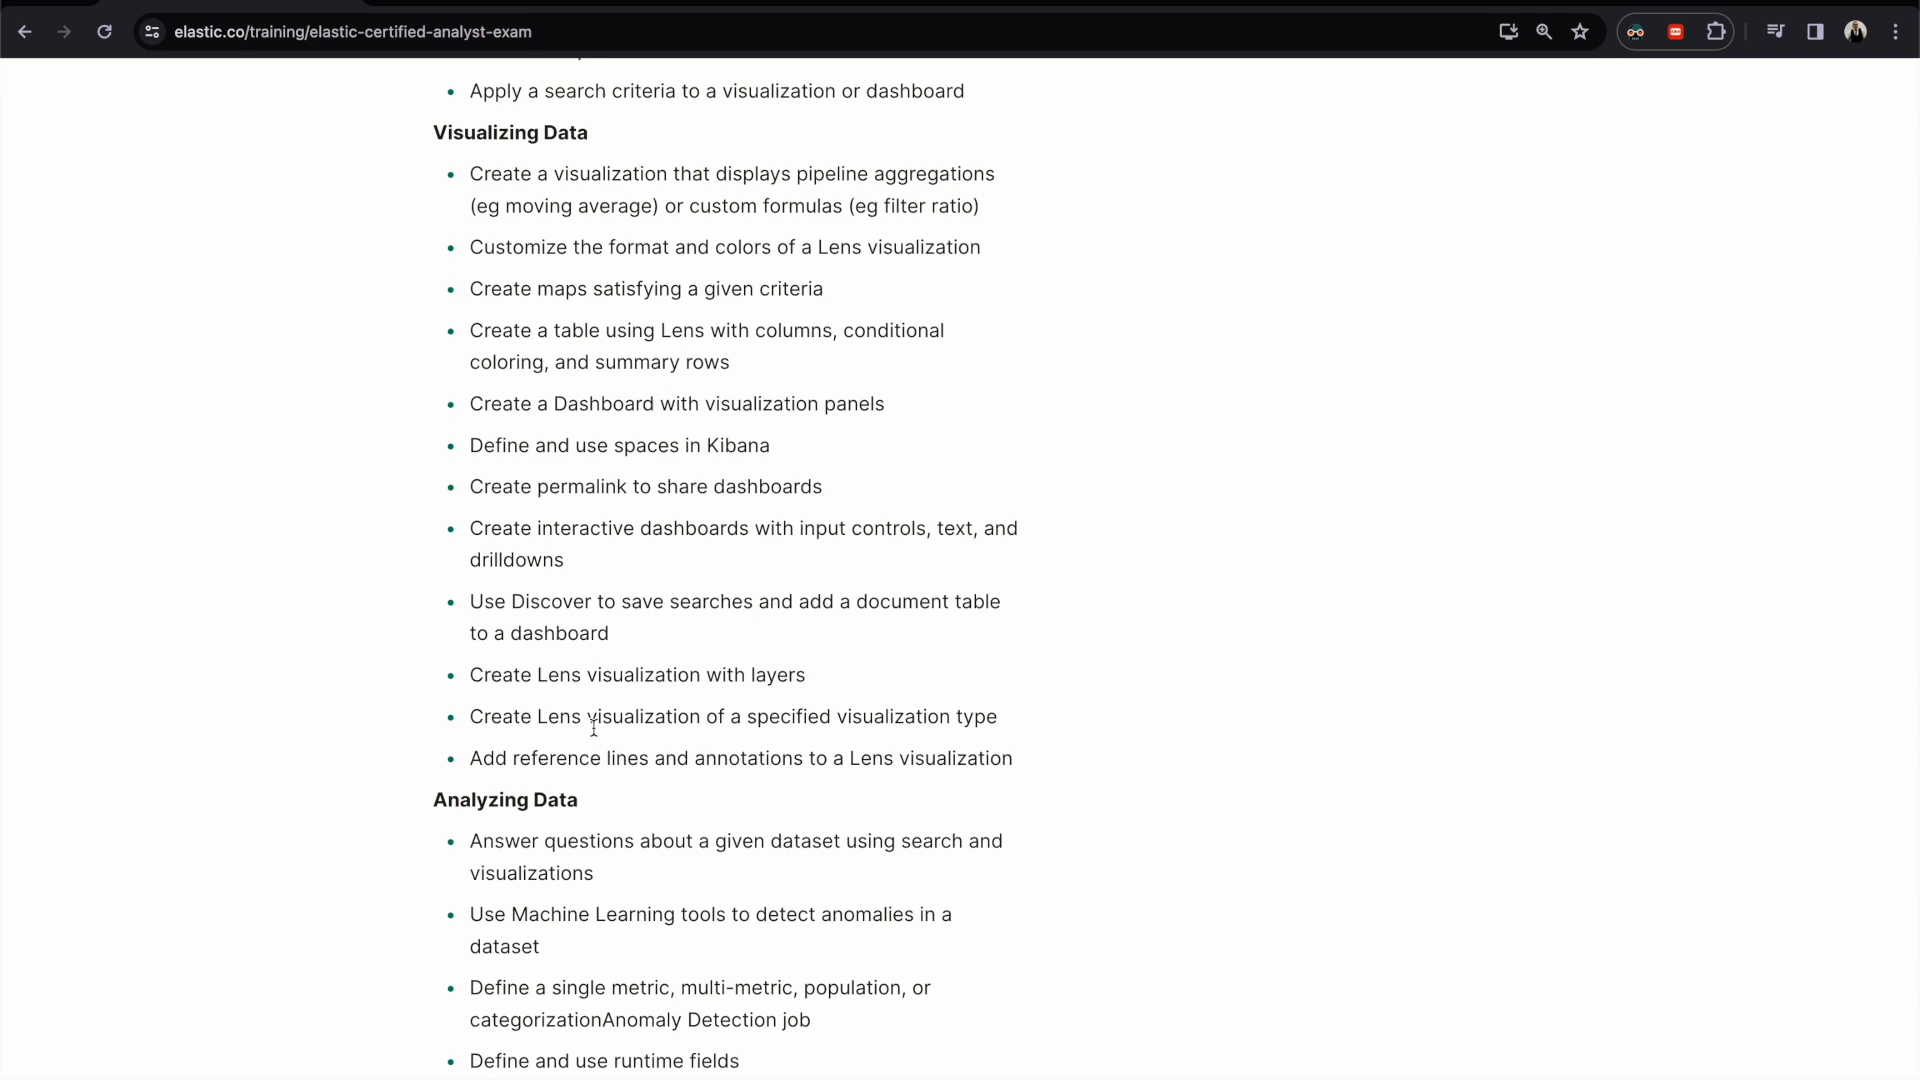 elastic.co/training/elastic-certified-analyst-exam
Apply a search criteria to a visualization or dashboard
Visualizing Data
Create a visualization that displays pipeline aggregations
(eg moving average) or custom formulas (eg filter ratio)
Customize the format and colors of a Lens visualization
Create maps satisfying a given criteria
Create a table using Lens with columns, conditional
coloring, and summary rows
Create a Dashboard with visualization panels
Define and use spaces in Kibana
Create permalink to share dashboards
Create interactive dashboards with input controls, text, and
drilldowns
Use Discover to save searches and add a document table
to a dashboard
Create Lens visualization with layers
Create Lens visualization of a specified visualization type
Add reference lines and annotations to a Lens visualization
Analyzing Data
Answer questions about a given dataset using search and
visualizations
Use Machine Learning tools to detect anomalies in a
dataset
Define a single metric, multi-metric, population, or
categorizationAnomaly Detection job
Define and use runtime fields